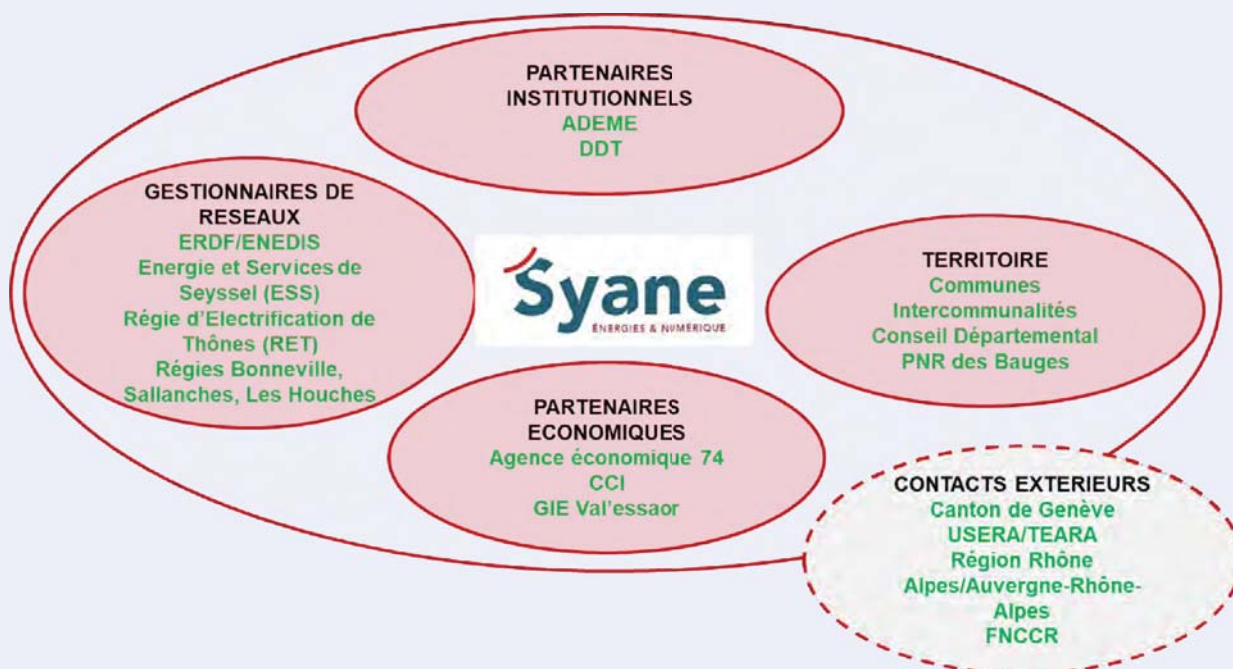 PARTENAIRES
INSTITUTIONNELS
ADEME
DDT
GESTIONNAIRES DE
RESEAUX
ERDF/ENEDIS
Energie et Services de
Seyssel (ESS)
Régie d'Electrification de
Thônes (RET)
Régies Bonneville,
Sallanches, Les Houches
Syane
ÉNERGIES & NUMÉRIQUE
TERRITOIRE
Communes
Intercommunalités
Conseil Départemental
PNR des Bauges
PARTENAIRES
ECONOMIQUES
Agence économique 74
CCI
GIE Val'essaor
CONTACTS EXTERIEURS
Canton de Genève
USERA/TEARA
Région Rhône
Alpes/Auvergne-Rhône-
Alpes
FNCCR